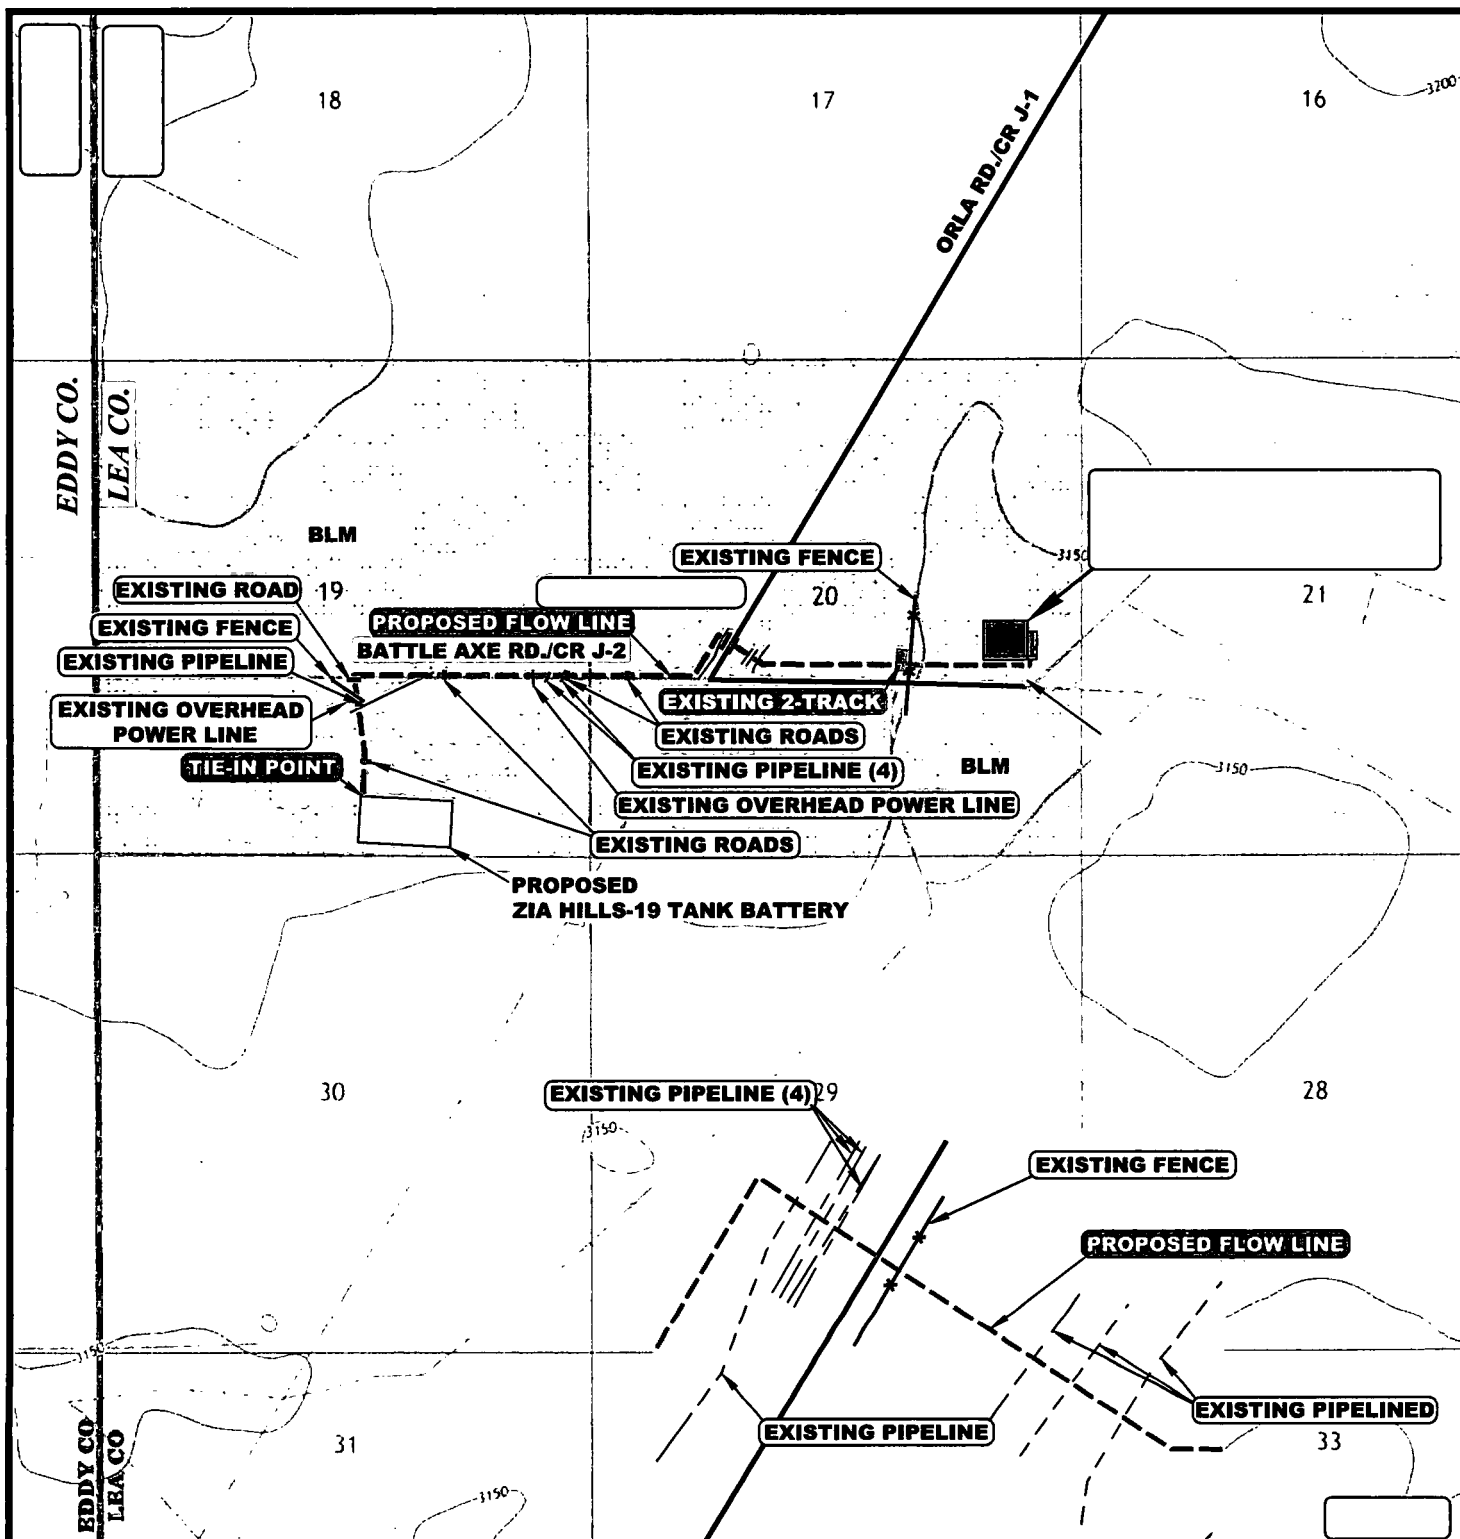 18
17
16
3200
ORLA RD./CR J-1
EDDY CO.
LEA CO.
BLM
EXISTING FENCE
3150
EXISTING ROAD
19
20
21
EXISTING FENCE
PROPOSED FLOW LINE
BATTLE AXE RD./CR J-2
EXISTING PIPELINE
EXISTING OVERHEAD
POWER LINE
EXISTING 2-TRACK
EXISTING ROADS
TIE-IN POINT
EXISTING PIPELINE (4)
BLM
3150
EXISTING OVERHEAD POWER LINE
EXISTING ROADS
PROPOSED
ZIA HILLS-19 TANK BATTERY
30
EXISTING PIPELINE (4)
29
28
3150
EXISTING FENCE
PROPOSED FLOW LINE
3150
EXISTING PIPELINED
EXISTING PIPELINE
31
33
EDDY CO
LEA CO
3150